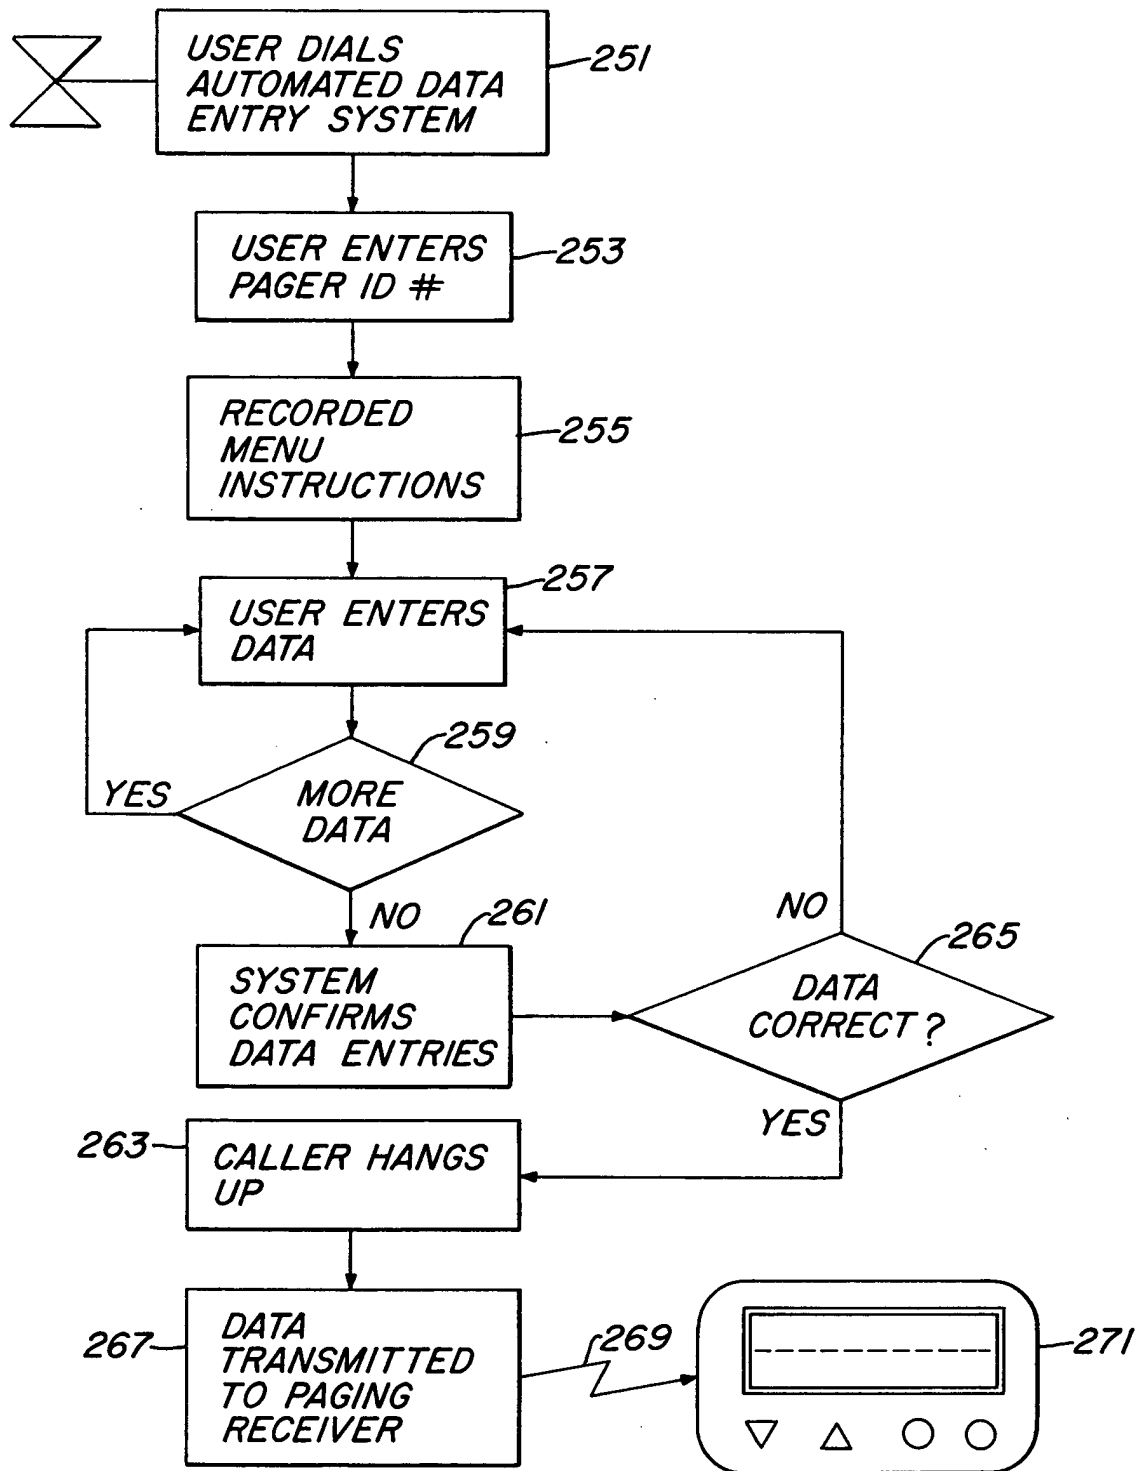 USER DIALS
AUTOMATED DATA
ENTRY SYSTEM
251
USER ENTERS
PAGER ID #
253
RECORDED
MENU
INSTRUCTIONS
255
257
USER ENTERS
DATA
259
YES
MORE
DATA
NO
261
NO
265
SYSTEM
CONFIRMS
DATA ENTRIES
DATA
CORRECT?
YES
263
CALLER HANGS
UP
267
DATA
TRANSMITTED
TO PAGING
RECEIVER
269
271